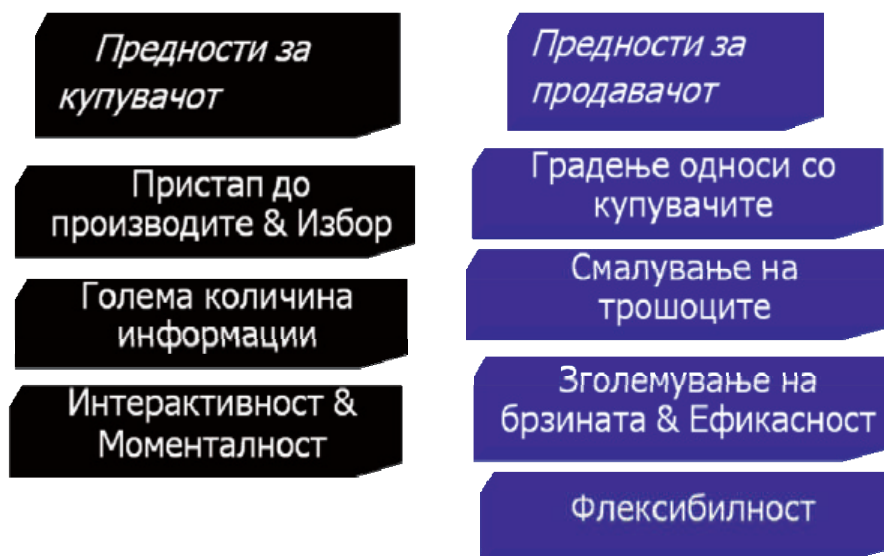 Предности за
купувачот
Пристап до
производите & Избор
Голема количина
информации
Интерактивност &
Моменталност
Предности за
продавачот
Градење односи со
купувачите
Смалување на
трошоците
Зголемување на
брзината & Ефикасност
Флексибилност